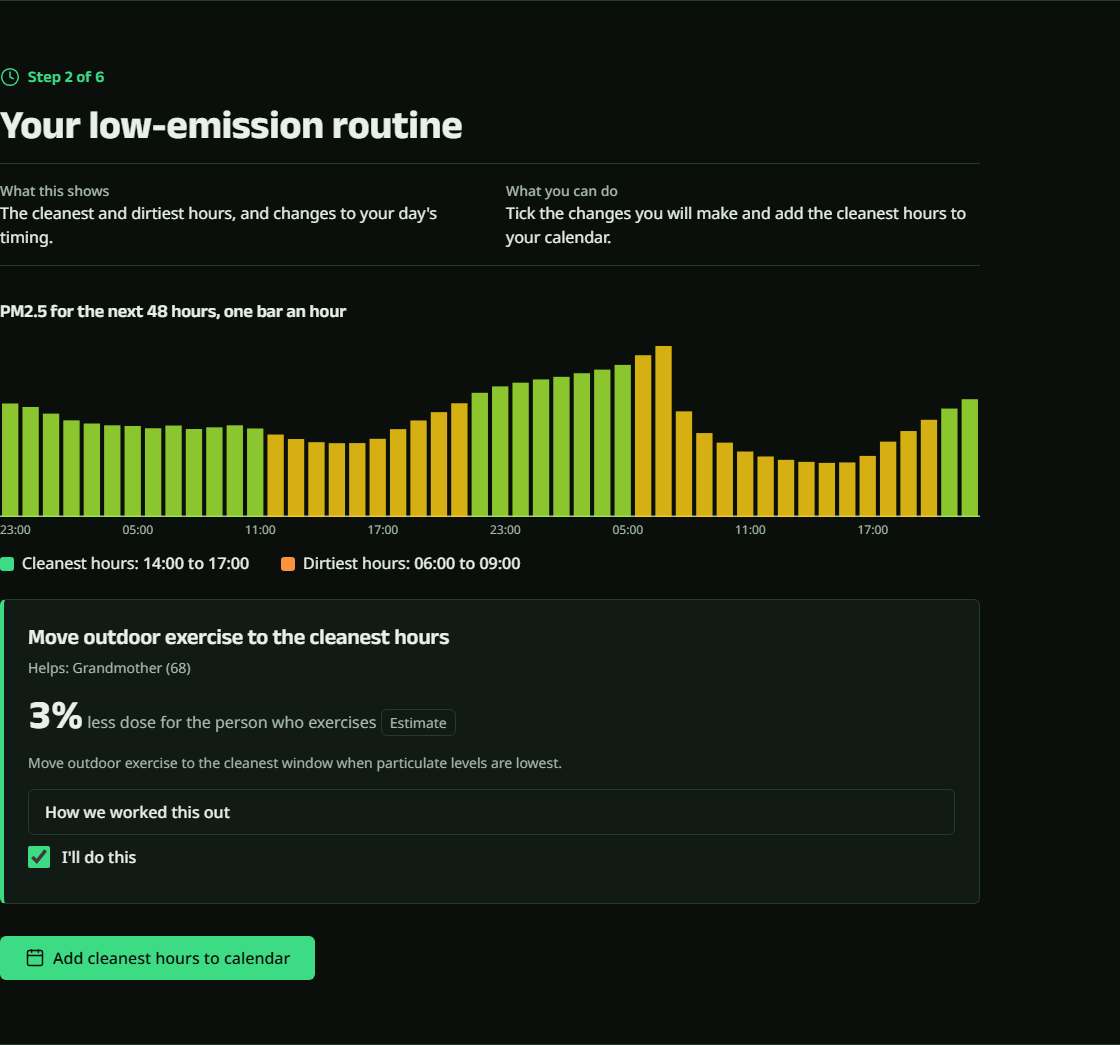 Step 2 of 6
Your low-emission routine
What this shows
The cleanest and dirtiest hours, and changes to your day's
timing.
What you can do
Tick the changes you will make and add the cleanest hours to
your calendar.
PM2.5 for the next 48 hours, one bar an hour
23:00 05:00 11:00 17:00 23:00 05:00 11:00 17:00
Cleanest hours: 14:00 to 17:00 Dirtiest hours: 06:00 to 09:00
Move outdoor exercise to the cleanest hours
Helps: Grandmother (68)
3% less dose for the person who exercises Estimate
Move outdoor exercise to the cleanest window when particulate levels are lowest.
How we worked this out
I'll do this
Add cleanest hours to calendar